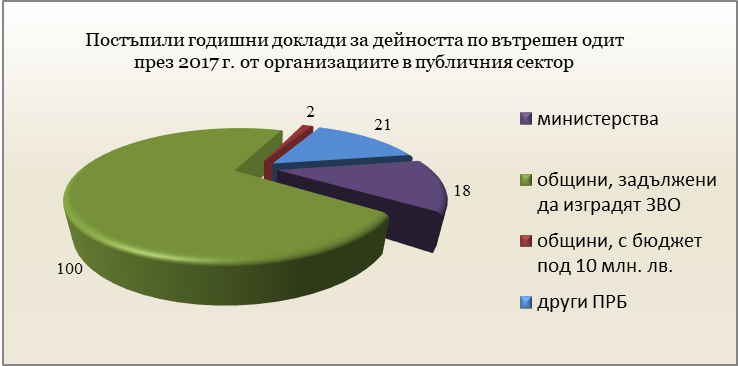 Постъпили годишни доклади за дейността по вътрешен одит
през 2017 г. от организациите в публичния сектор
2
21
18
100
министерства
общини, задължени
да изградят ЗВО
общини, с бюджет
под 10 млн. лв.
други ПРБ